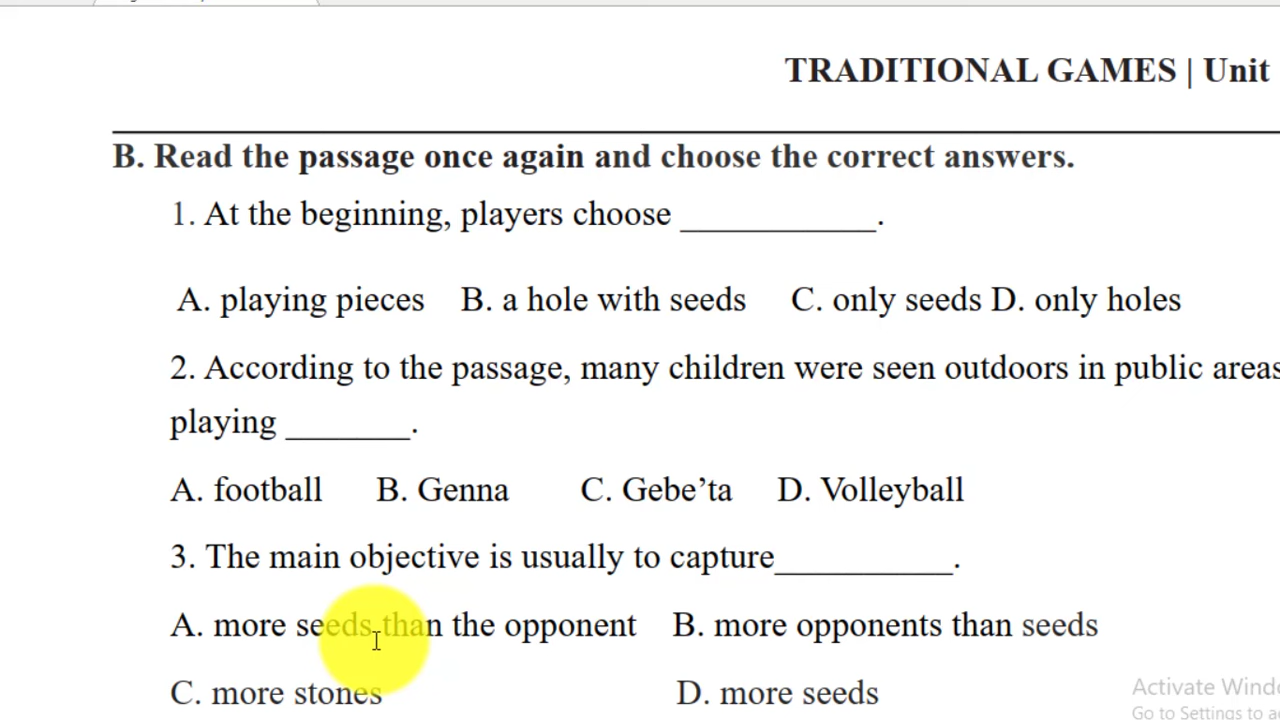 TRADITIONAL GAMES | Unit
B. Read the passage once again and choose the correct answers.
1. At the beginning, players choose ___________.
A. playing pieces B. a hole with seeds C. only seeds D. only holes
2. According to the passage, many children were seen outdoors in public areas
playing _______.
A. football B. Genna C. Gebe’ta D. Volleyball
3. The main objective is usually to capture__________.
A. more seeds than the opponent B. more opponents than seeds
C. more stones D. more seeds
Activate Windo
Go to Settings to a